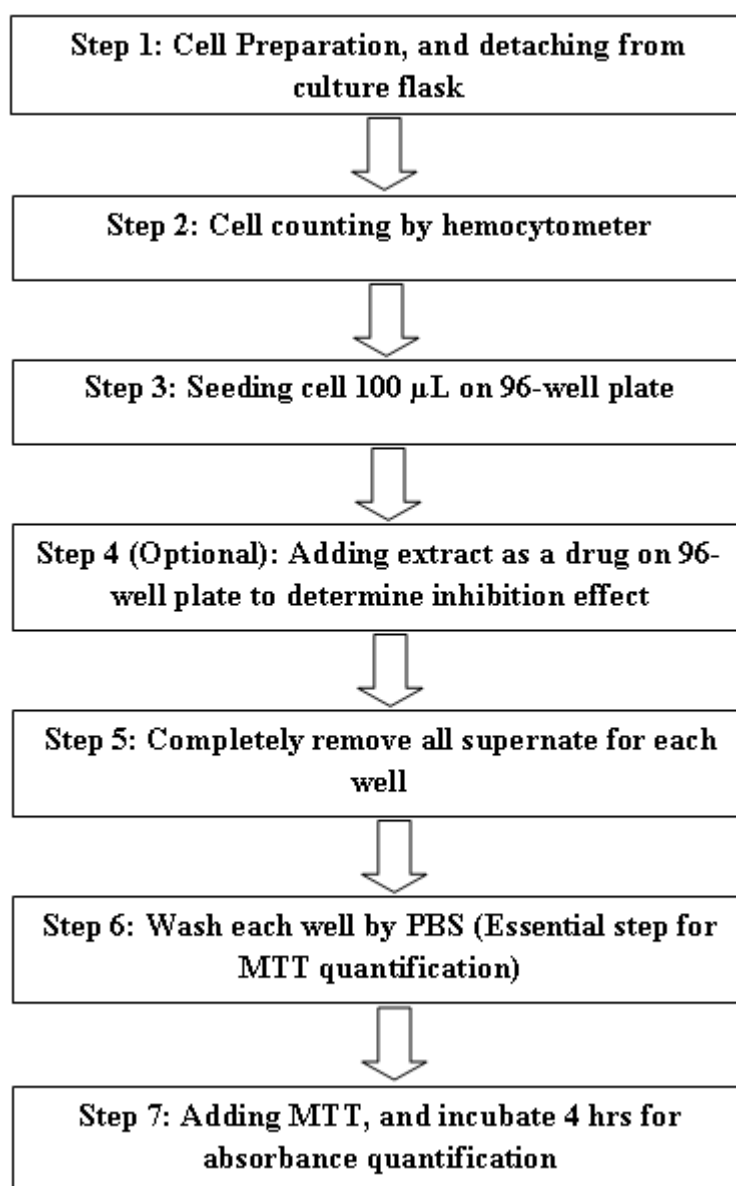 Step 1: Cell Preparation, and detaching from
culture flask
Step 2: Cell counting by hemocytometer
Step 3: Seeding cell 100 µL on 96-well plate
Step 4 (Optional): Adding extract as a drug on 96-
well plate to determine inhibition effect
Step 5: Completely remove all supernate for each
well
Step 6: Wash each well by PBS (Essential step for
MTT quantification)
Step 7: Adding MTT, and incubate 4 hrs for
absorbance quantification